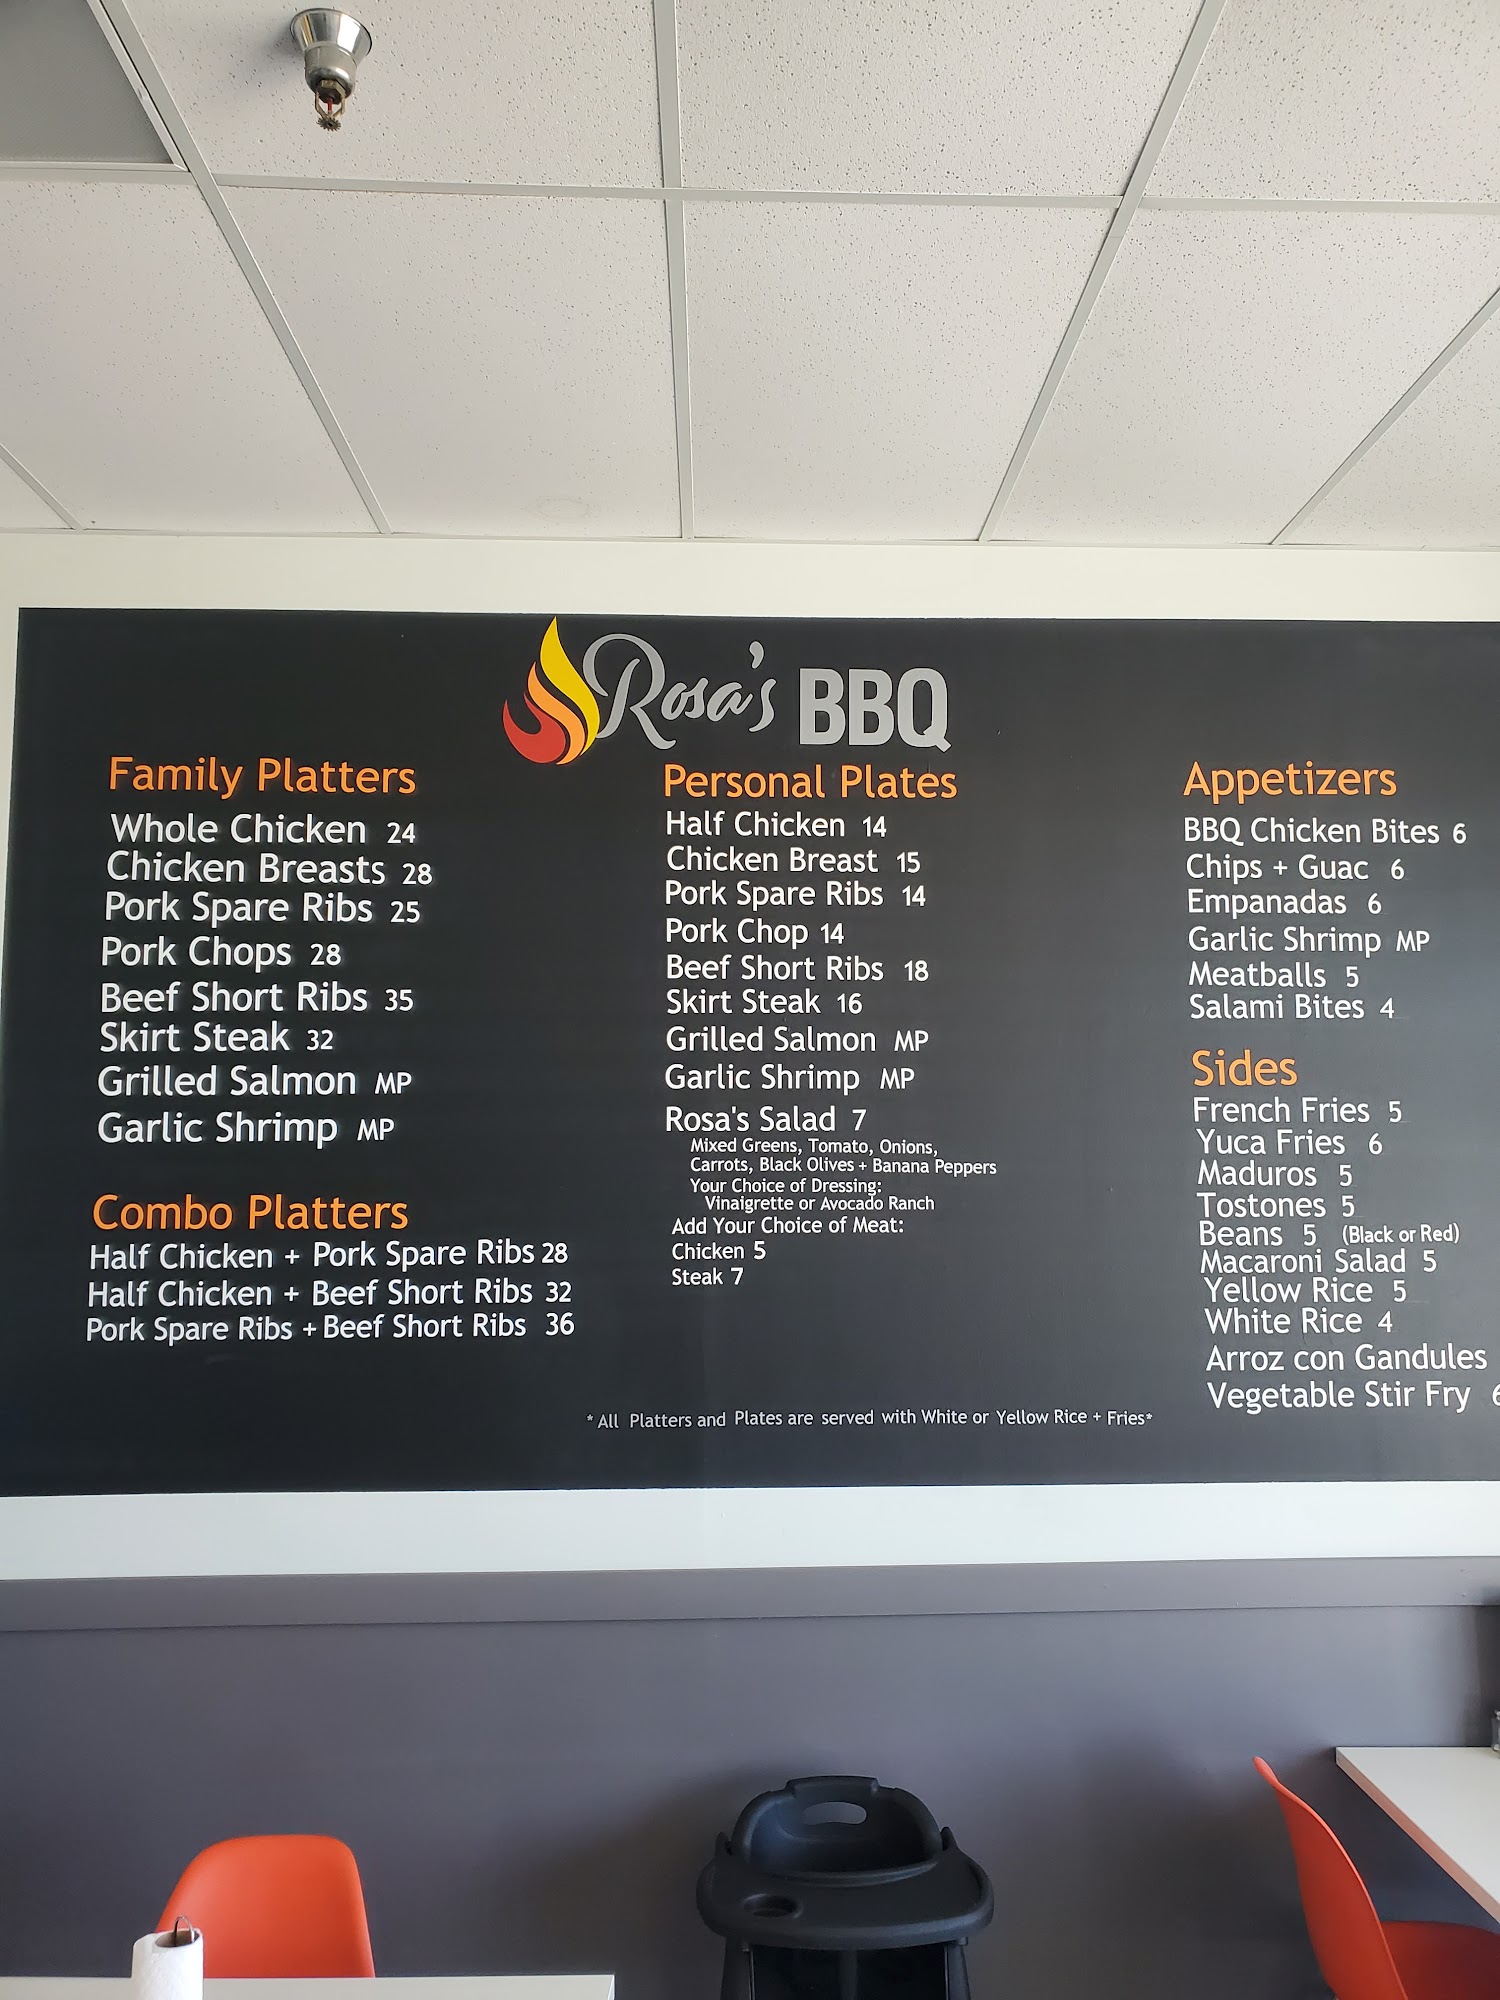 Rosa's BBQ
Family Platters
Whole Chicken 24
Chicken Breasts 28
Pork Spare Ribs 25
Pork Chops 28
Beef Short Ribs 35
Skirt Steak 32
Grilled Salmon MP
Garlic Shrimp MP
Combo Platters
Half Chicken + Pork Spare Ribs 28
Half Chicken + Beef Short Ribs 32
Pork Spare Ribs + Beef Short Ribs 36
Personal Plates
Half Chicken 14
Chicken Breast 15
Pork Spare Ribs 14
Pork Chop 14
Beef Short Ribs 18
Skirt Steak 16
Grilled Salmon MP
Garlic Shrimp MP
Rosa's Salad 7
Mixed Greens, Tomato, Onions,
Carrots, Black Olives + Banana Peppers
Your Choice of Dressing:
Vinaigrette or Avocado Ranch
Add Your Choice of Meat:
Chicken 5
Steak 7
Appetizers
BBQ Chicken Bites 6
Chips + Guac 6
Empanadas 6
Garlic Shrimp MP
Meatballs 5
Salami Bites 4
Sides
French Fries 5
Yuca Fries 6
Maduros 5
Tostones 5
Beans 5 (Black or Red)
Macaroni Salad 5
Yellow Rice 5
White Rice 4
Arroz con Gandules
Vegetable Stir Fry
* All Platters and Plates are served with White or Yellow Rice + Fries*